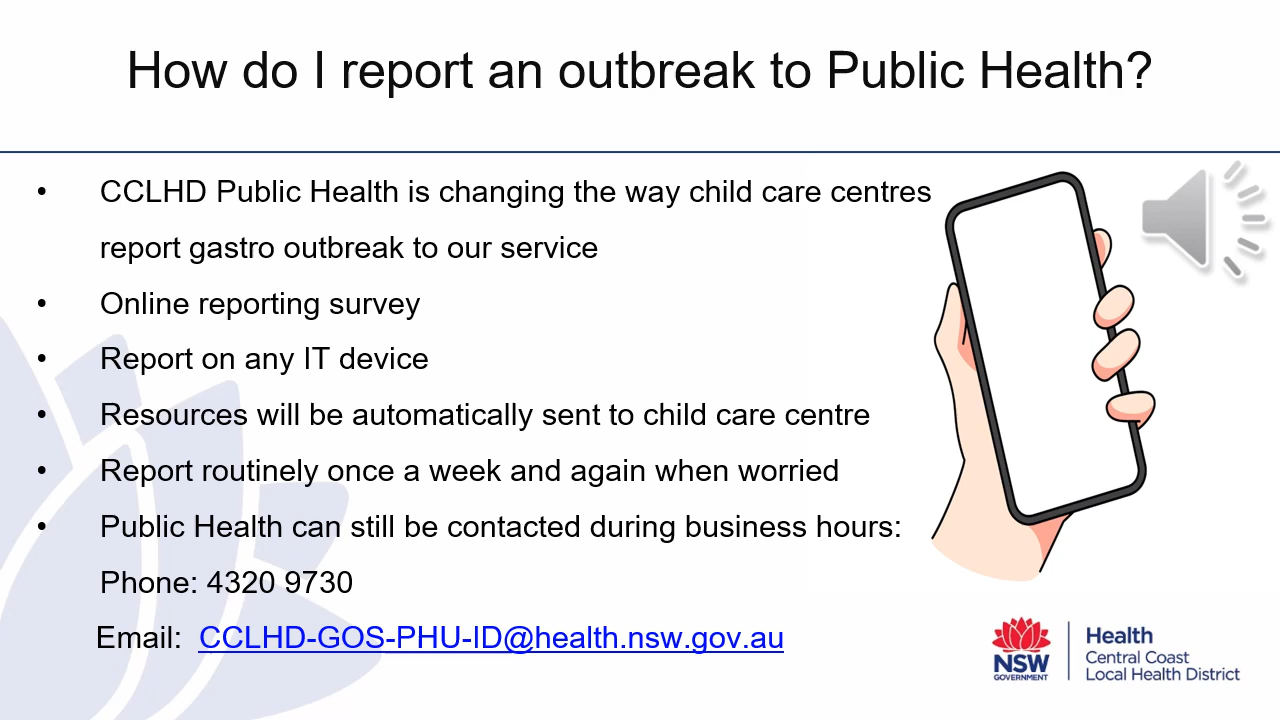 How do I report an outbreak to Public Health?
• CCLHD Public Health is changing the way child care centres
report gastro outbreak to our service
• Online reporting survey
• Report on any IT device
• Resources will be automatically sent to child care centre
• Report routinely once a week and again when worried
• Public Health can still be contacted during business hours:
Phone: 4320 9730
Email: CCLHD-GOS-PHU-ID@health.nsw.gov.au
NSW
GOVERNMENT
Health
Central Coast
Local Health District